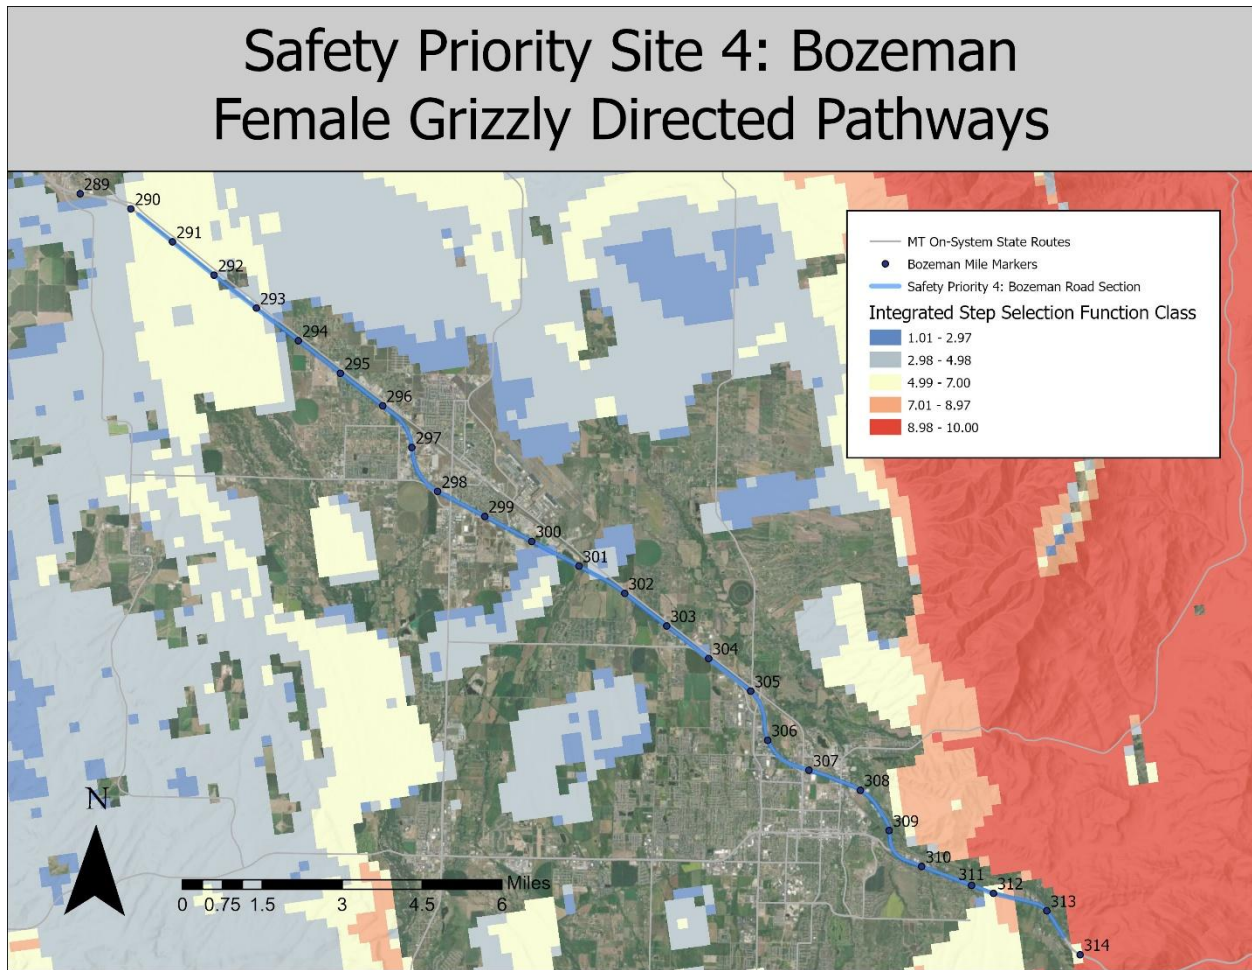 Safety Priority Site 4: Bozeman
Female Grizzly Directed Pathways
289
290
291
292
293
294
295
296
297
298
299
300
301
302
303
304
305
306
307
308
309
310
311
312
313
314
MT On-System State Routes
Bozeman Mile Markers
Safety Priority 4: Bozeman Road Section
Integrated Step Selection Function Class
1.01 - 2.97
2.98 - 4.98
4.99 - 7.00
7.01 - 8.97
8.98 - 10.00
N
Miles
0 0.75 1.5 3 4.5 6